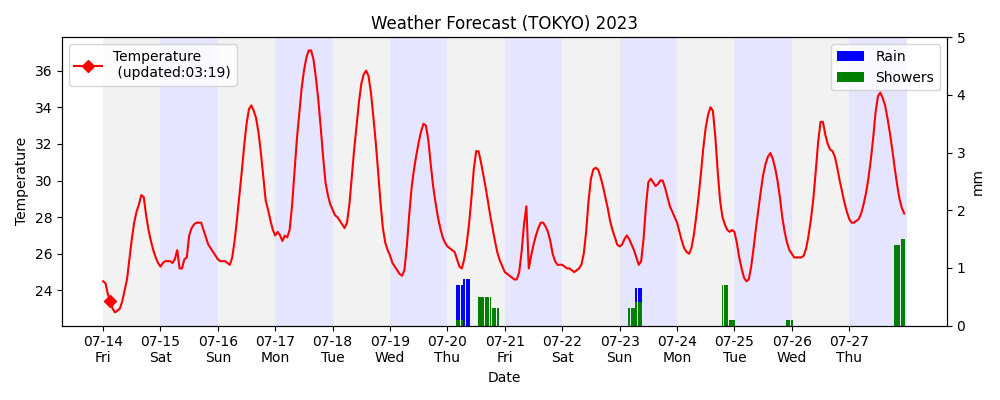 Weather Forecast (TOKYO) 2023
Temperature
(updated:03:19)
Rain
Showers
Temperature
36
34
32
30
28
26
24
5
4
3
2
1
0
mm
07-14 07-15 07-16 07-17 07-18 07-19 07-20 07-21 07-22 07-23 07-24 07-25 07-26 07-27
Fri Sat Sun Mon Tue Wed Thu Fri Sat Sun Mon Tue Wed Thu
Date